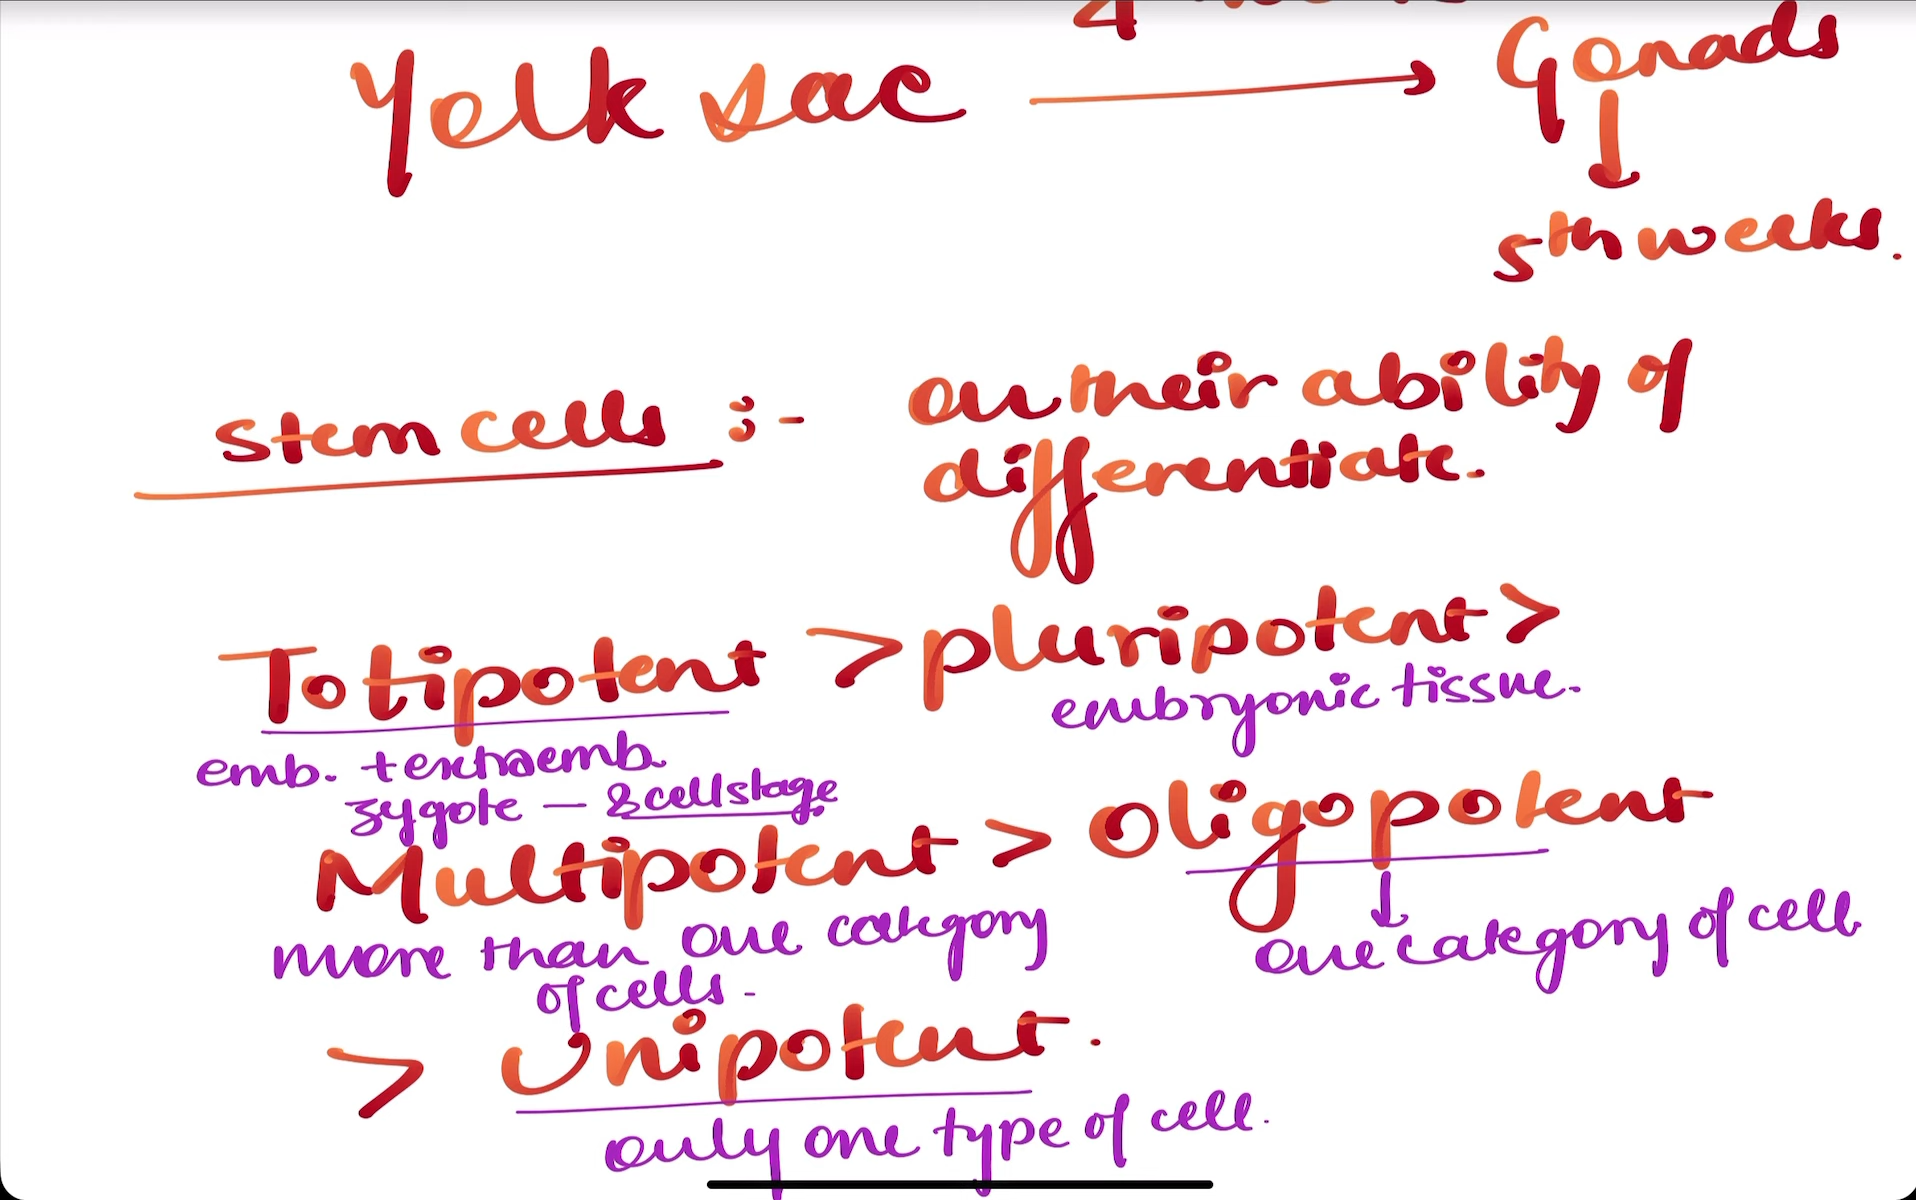 Yolk sac → Gonads
↓
5th weeks.
stem cells :- on their ability of
differentiate.
Totipotent > pluripotent >
embryonic tissue.
emb. + extraemb.
zygote — 8 cell stage
Multipotent > Oligopotent
↓
more than one category
of cells.
one category of cell
> Unipotent.
only one type of cell.